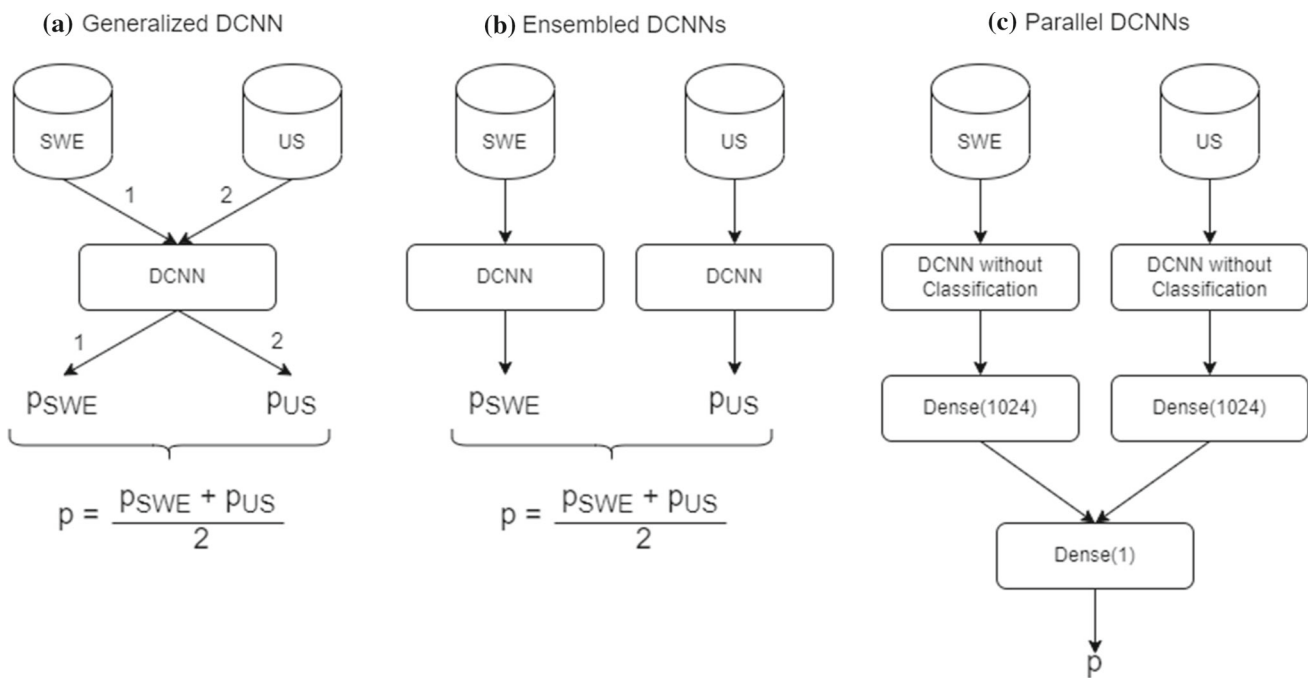 (a) Generalized DCNN
SWE
US
1
2
DCNN
1
2
pSWE
pUS
p = pSWE + pUS
2
(b) Ensembled DCNNs
SWE
US
DCNN
DCNN
pSWE
pUS
p = pSWE + pUS
2
(c) Parallel DCNNs
SWE
US
DCNN without
Classification
DCNN without
Classification
Dense(1024)
Dense(1024)
Dense(1)
p